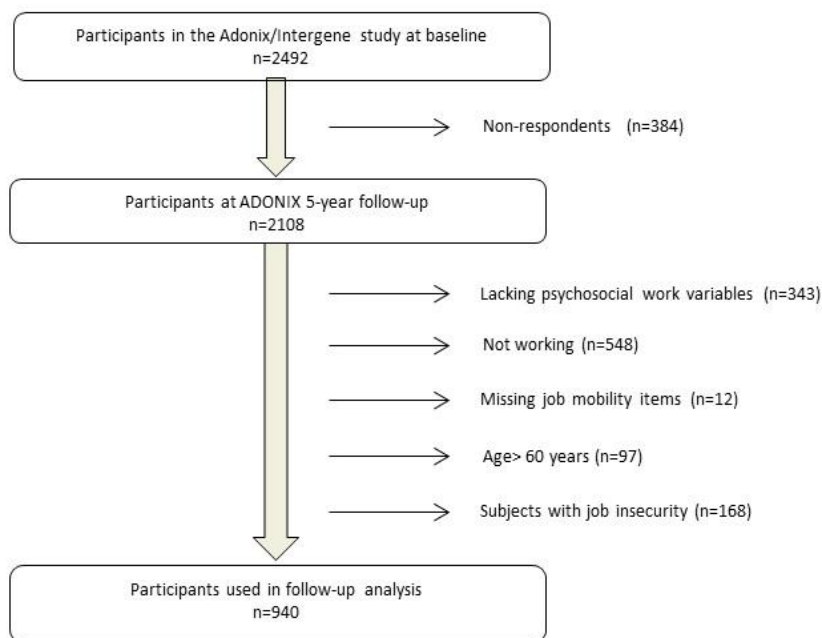 Participants in the Adonix/Intergene study at baseline
n=2492
Non-respondents (n=384)
Participants at ADONIX 5-year follow-up
n=2108
Lacking psychosocial work variables (n=343)
Not working (n=548)
Missing job mobility items (n=12)
Age> 60 years (n=97)
Subjects with job insecurity (n=168)
Participants used in follow-up analysis
n=940